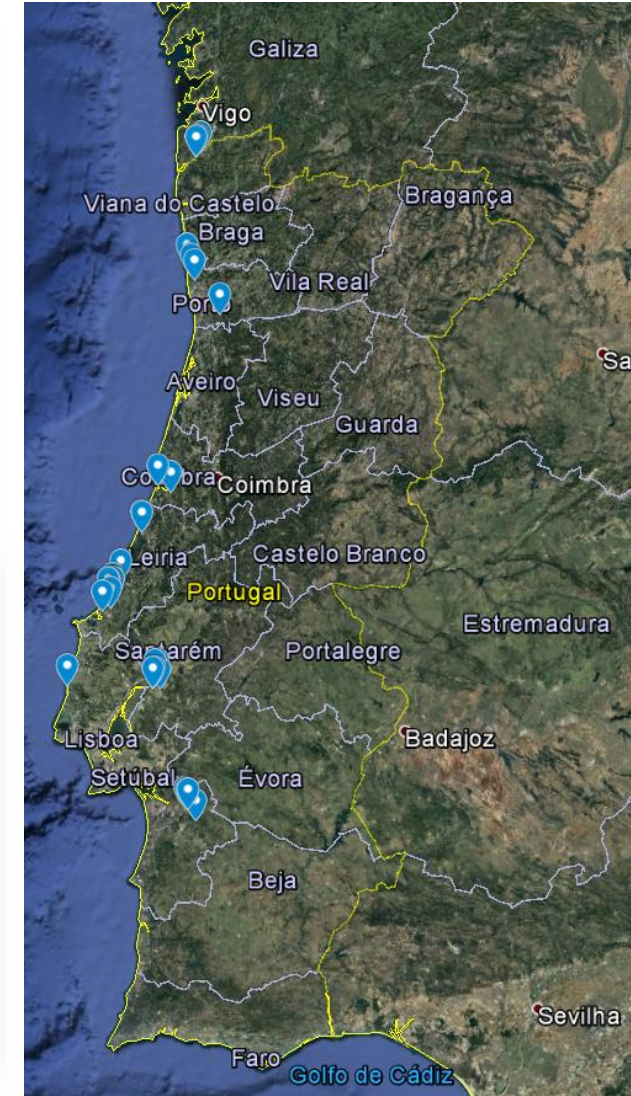 Galiza
Vigo
Bragança
Viana do Castelo
Braga
Vila Real
Porto
Sa
Aveiro
Viseu
Guarda
Coimbra
Coimbra
Leiria
Castelo Branco
Portugal
Estremadura
Santarém
Portalegre
Lisboa
Badajoz
Setúbal
Évora
Beja
Sevilha
Faro
Golfo de Cádiz